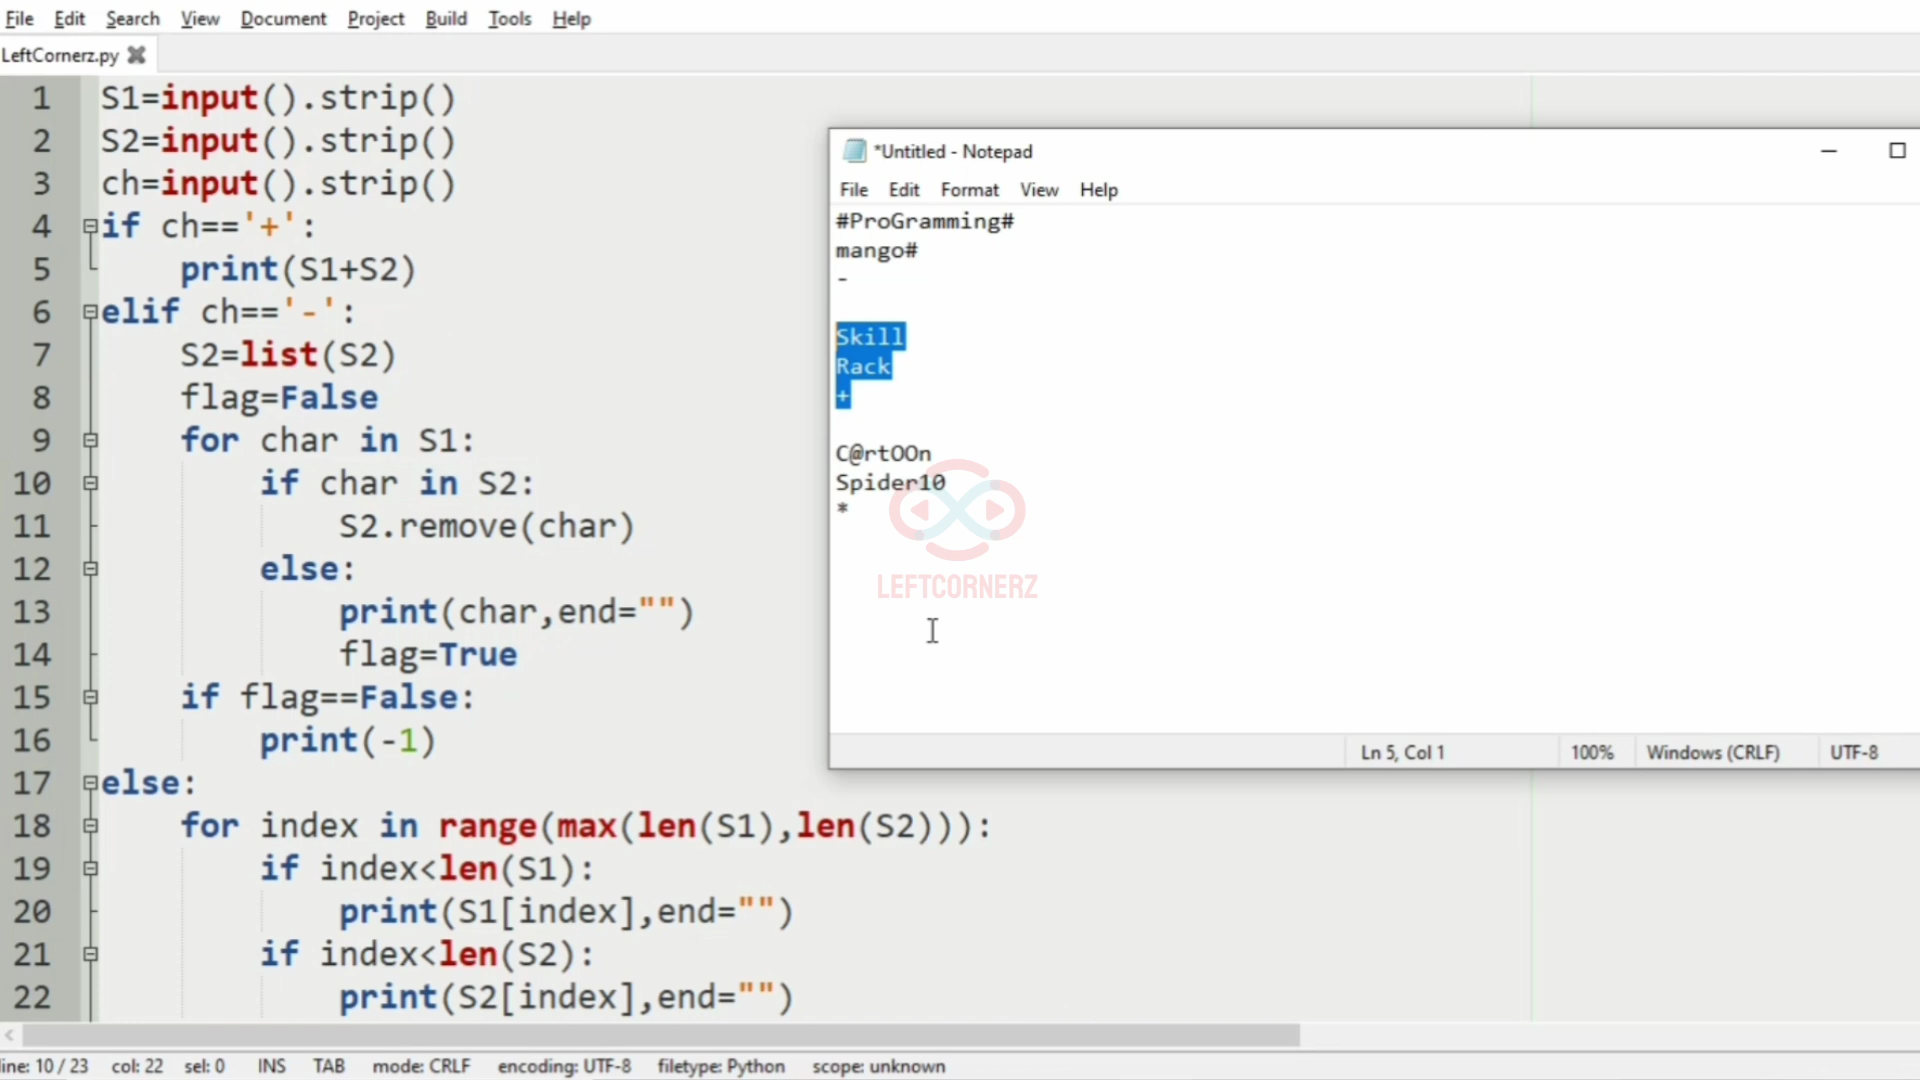 File Edit Search View Document Project Build Tools Help
LeftCornerz.py
1 S1=input().strip()
2 S2=input().strip()
3 ch=input().strip()
4 if ch=='+':
5 print(S1+S2)
6 elif ch=='-':
7 S2=list(S2)
8 flag=False
9 for char in S1:
10 if char in S2:
11 S2.remove(char)
12 else:
13 print(char,end="")
14 flag=True
15 if flag==False:
16 print(-1)
17 else:
18 for index in range(max(len(S1),len(S2))):
19 if index<len(S1):
20 print(S1[index],end="")
21 if index<len(S2):
22 print(S2[index],end="")
line: 10 / 23 col: 22 sel: 0 INS TAB mode: CRLF encoding: UTF-8 filetype: Python scope: unknown
*Untitled - Notepad
File Edit Format View Help
#ProGramming#
mango#
-
Skill
Rack
+
C@rtOOn
Spider10
*
LEFTCORNERZ
Ln 5, Col 1 100% Windows (CRLF) UTF-8